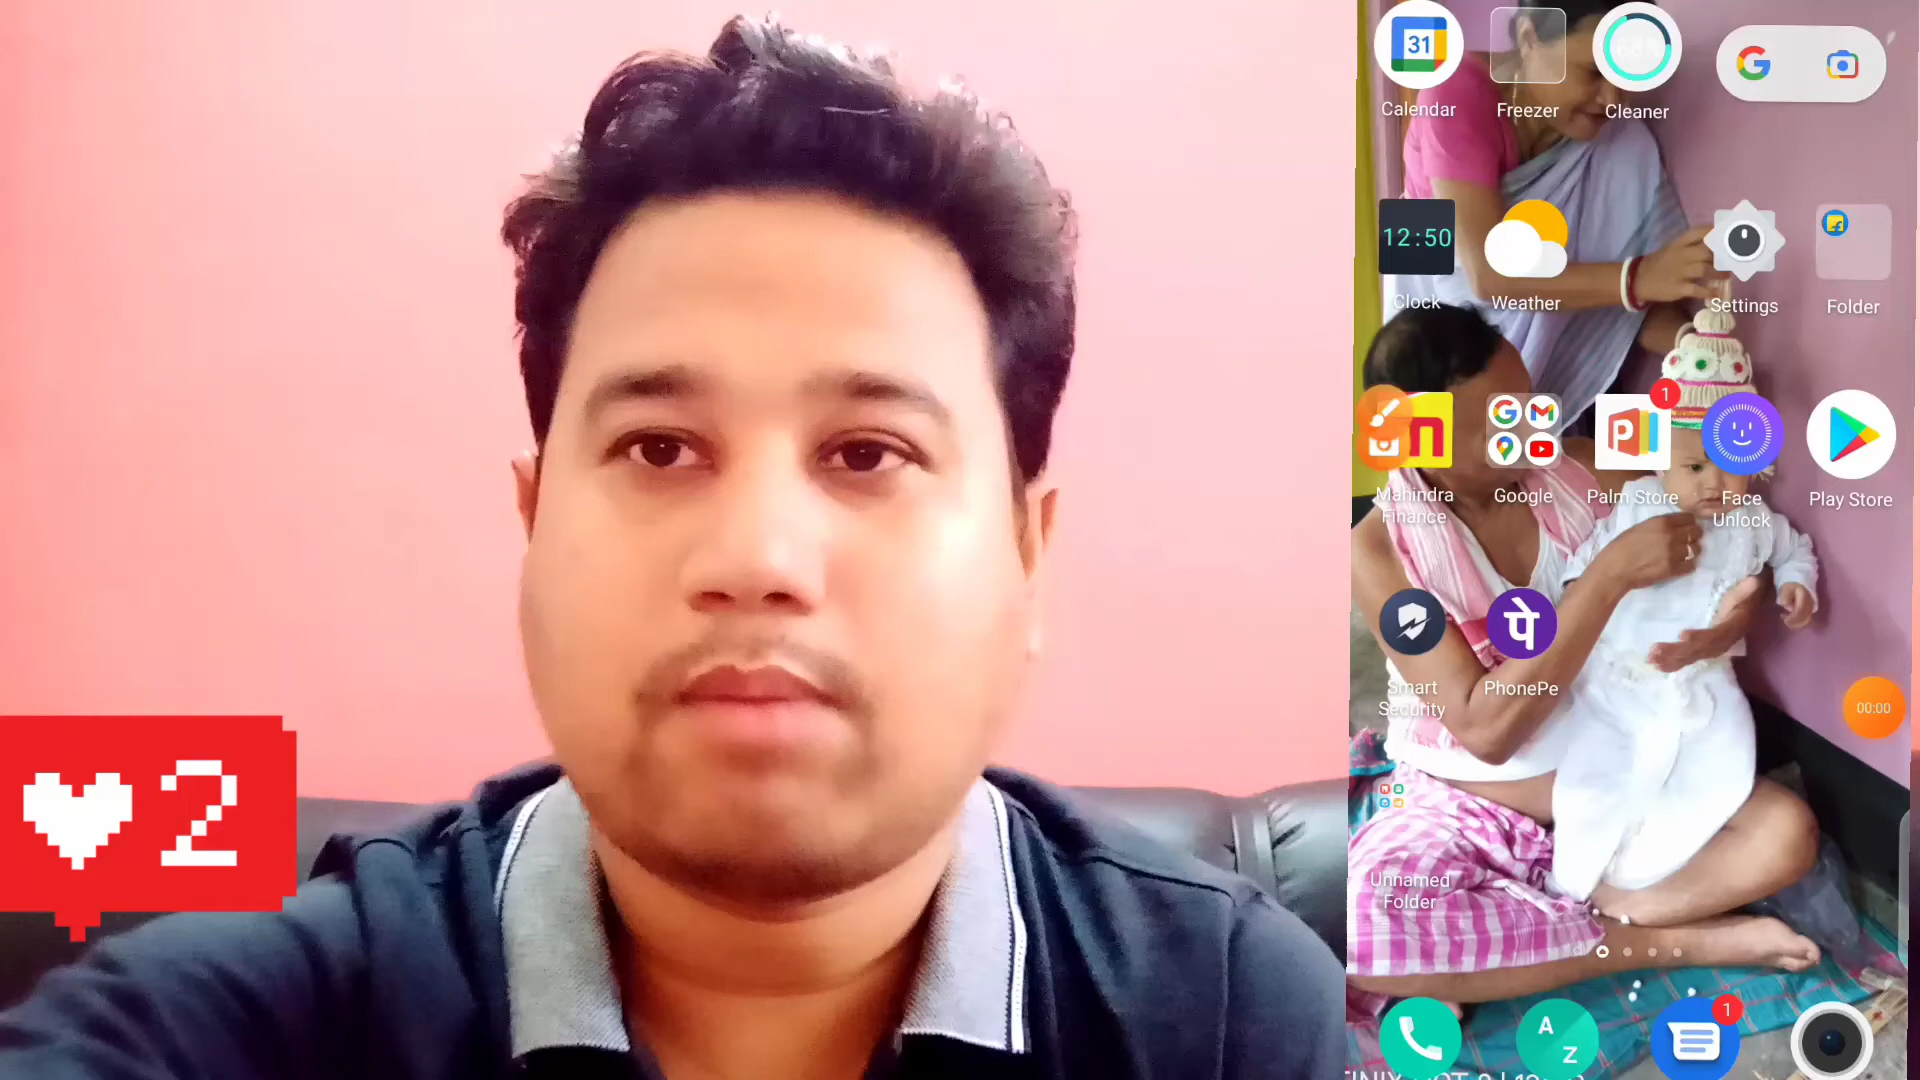 31
Calendar
Freezer
Cleaner
12:50
Clock
Weather
Settings
Folder
1
Mahindra
Finance
Google
Palm Store
Face
Unlock
Play Store
पे
Smart
Security
PhonePe
00:00
2
Unnamed
Folder
A
Z
1